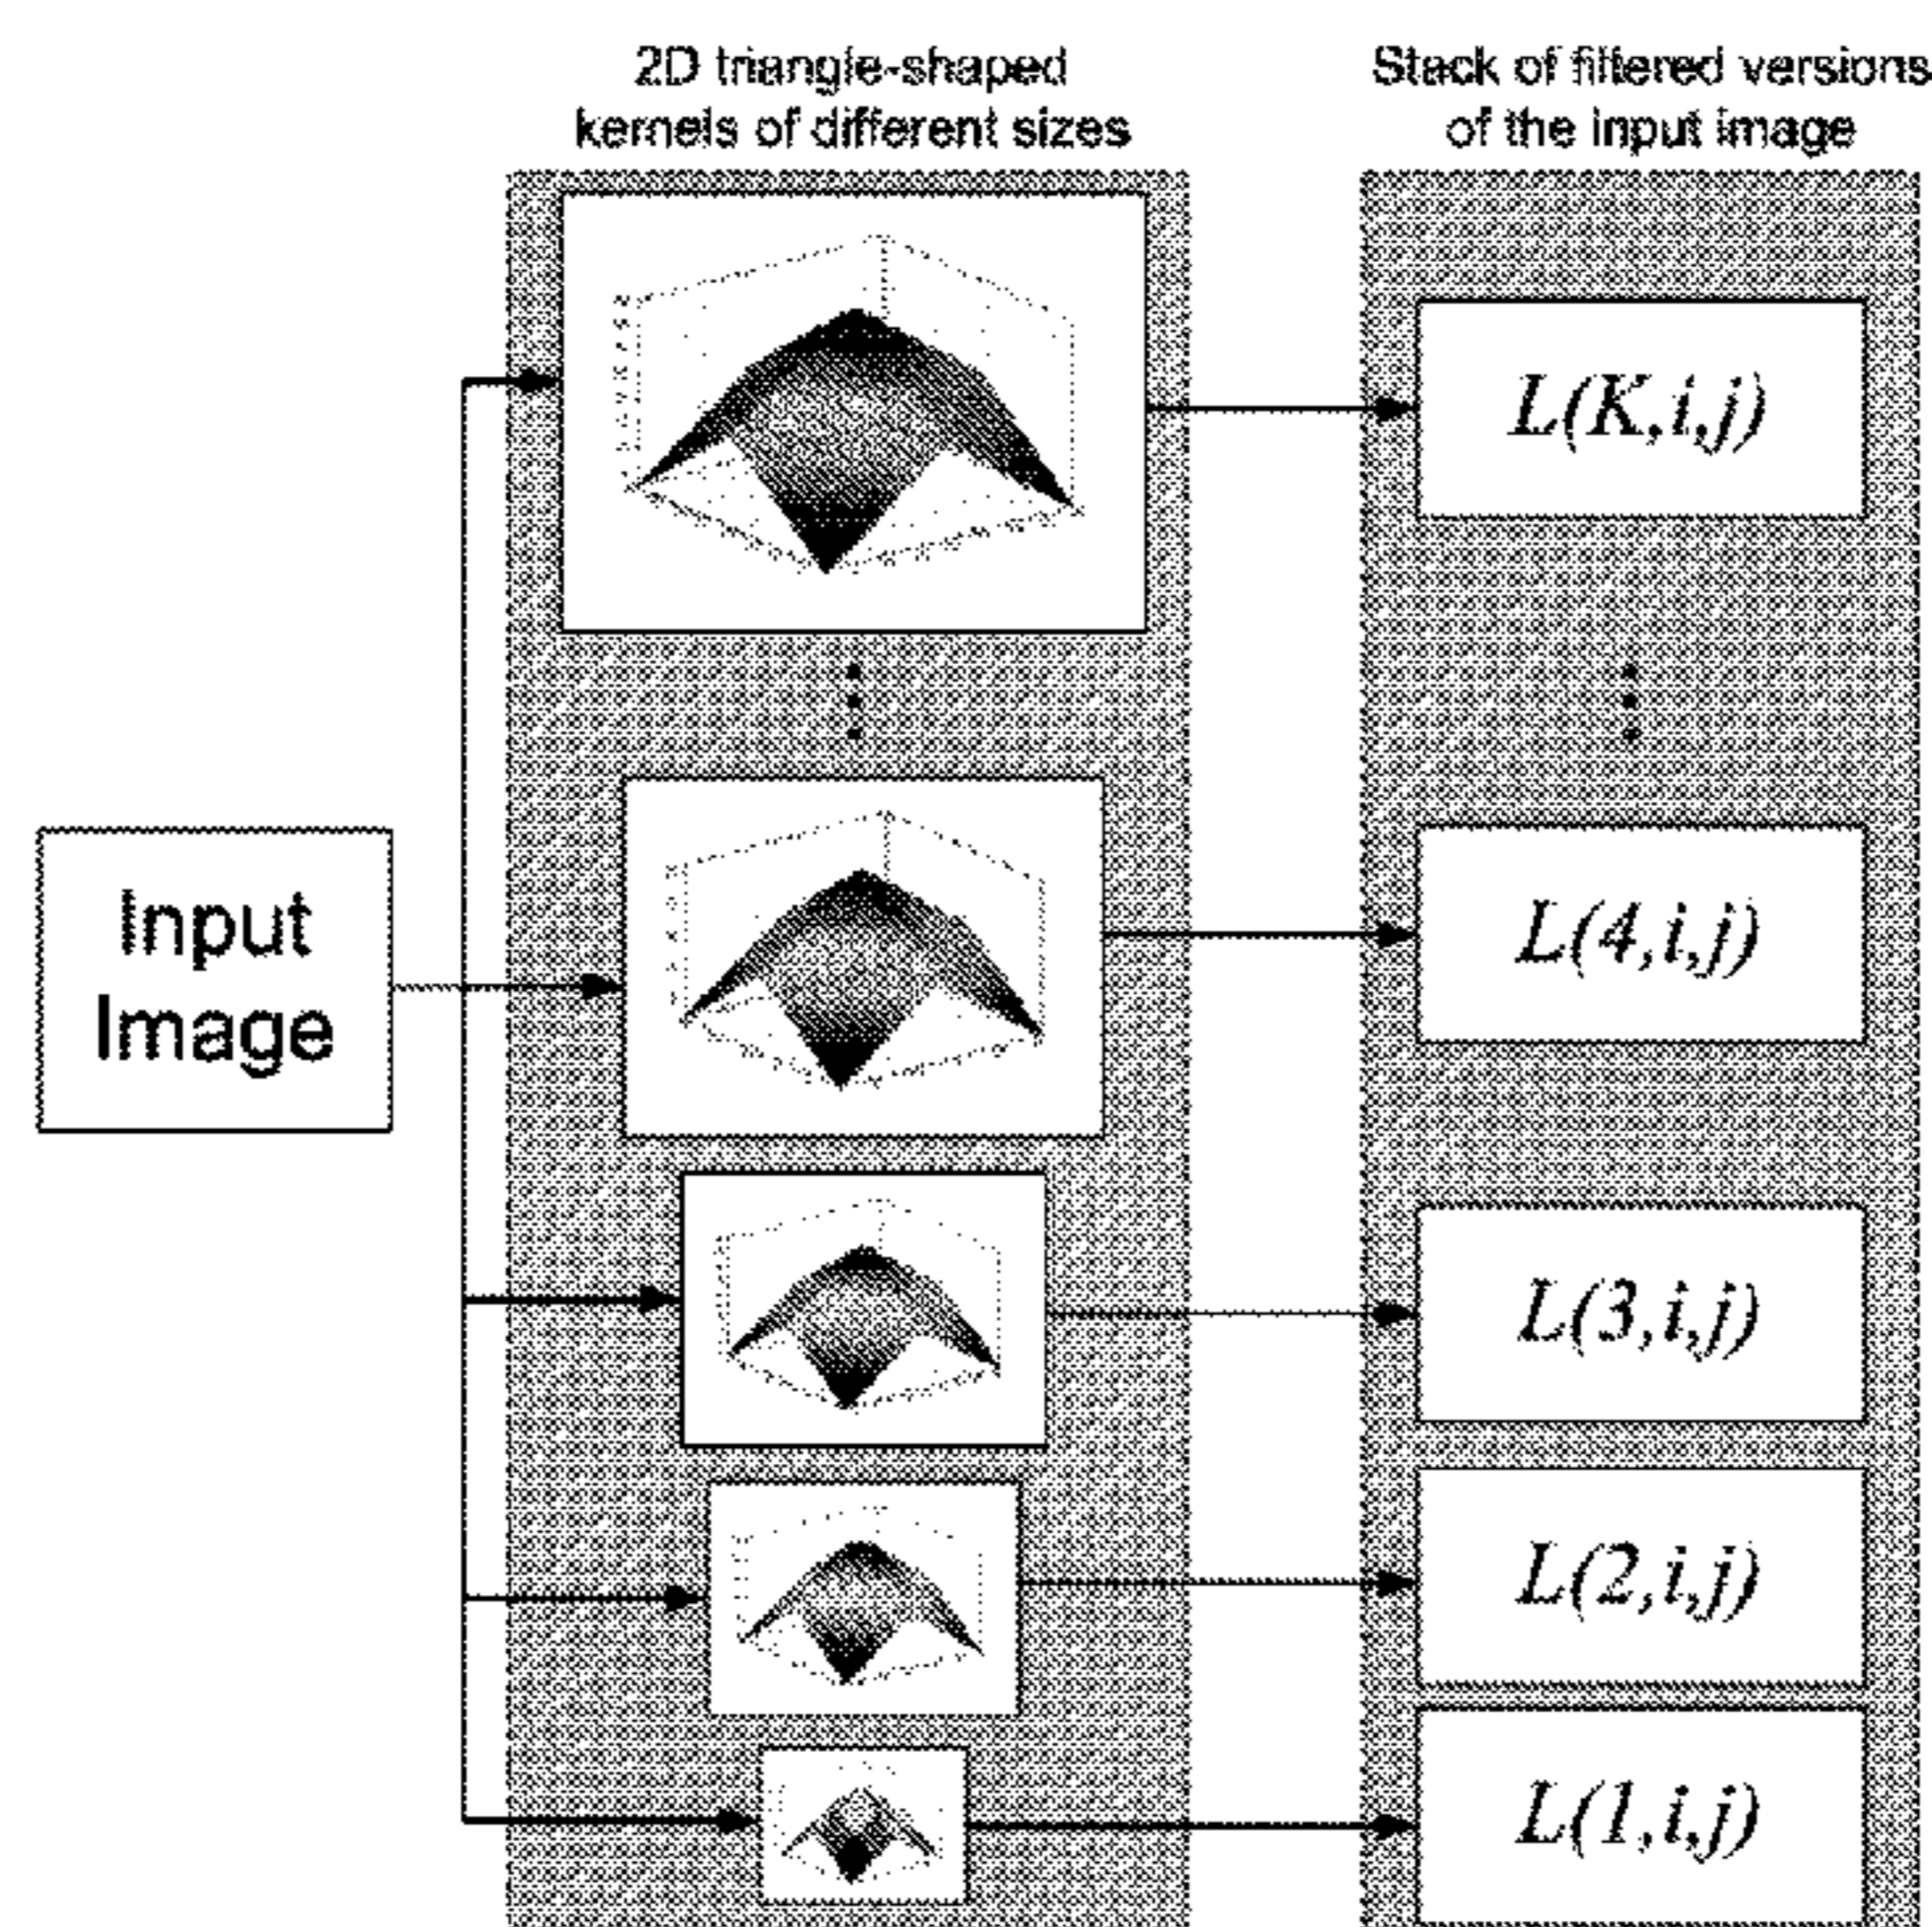 2D triangle-shaped
kernels of different sizes
Stack of filtered versions
of the input image
L(K,i,j)
Input
Image
L(4,i,j)
L(3,i,j)
L(2,i,j)
L(1,i,j)